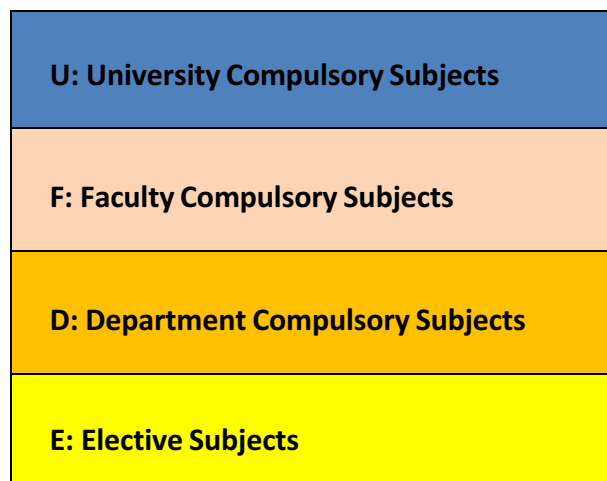 U: University Compulsory Subjects
F: Faculty Compulsory Subjects
D: Department Compulsory Subjects
E: Elective Subjects